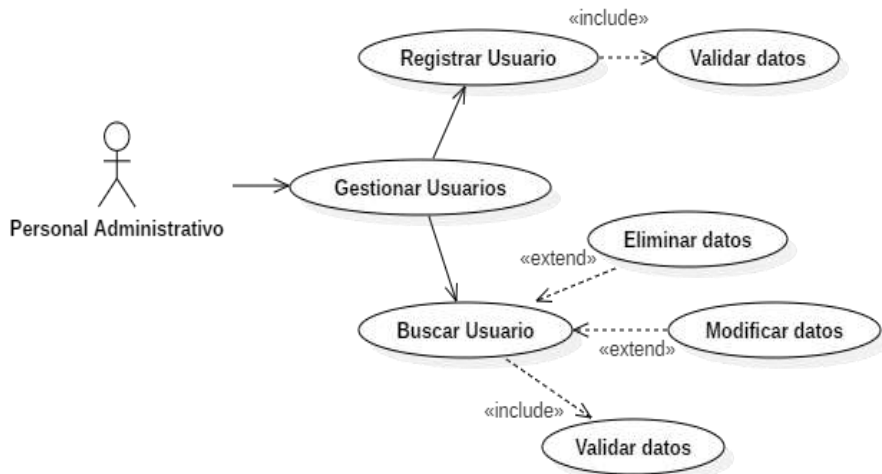 «include»
Registrar Usuario
Validar datos
Gestionar Usuarios
Personal Administrativo
Eliminar datos
«extend»
Buscar Usuario
Modificar datos
«extend»
«include»
Validar datos